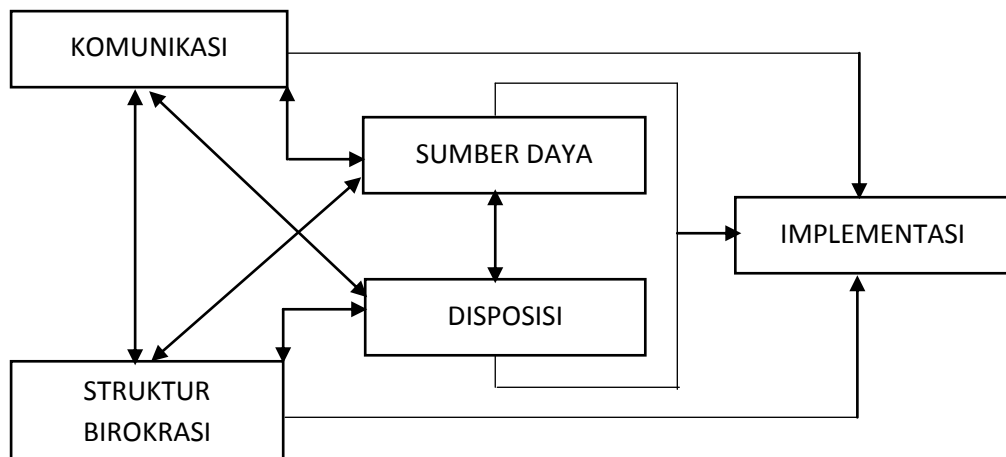 KOMUNIKASI
SUMBER DAYA
IMPLEMENTASI
DISPOSISI
STRUKTUR
BIROKRASI